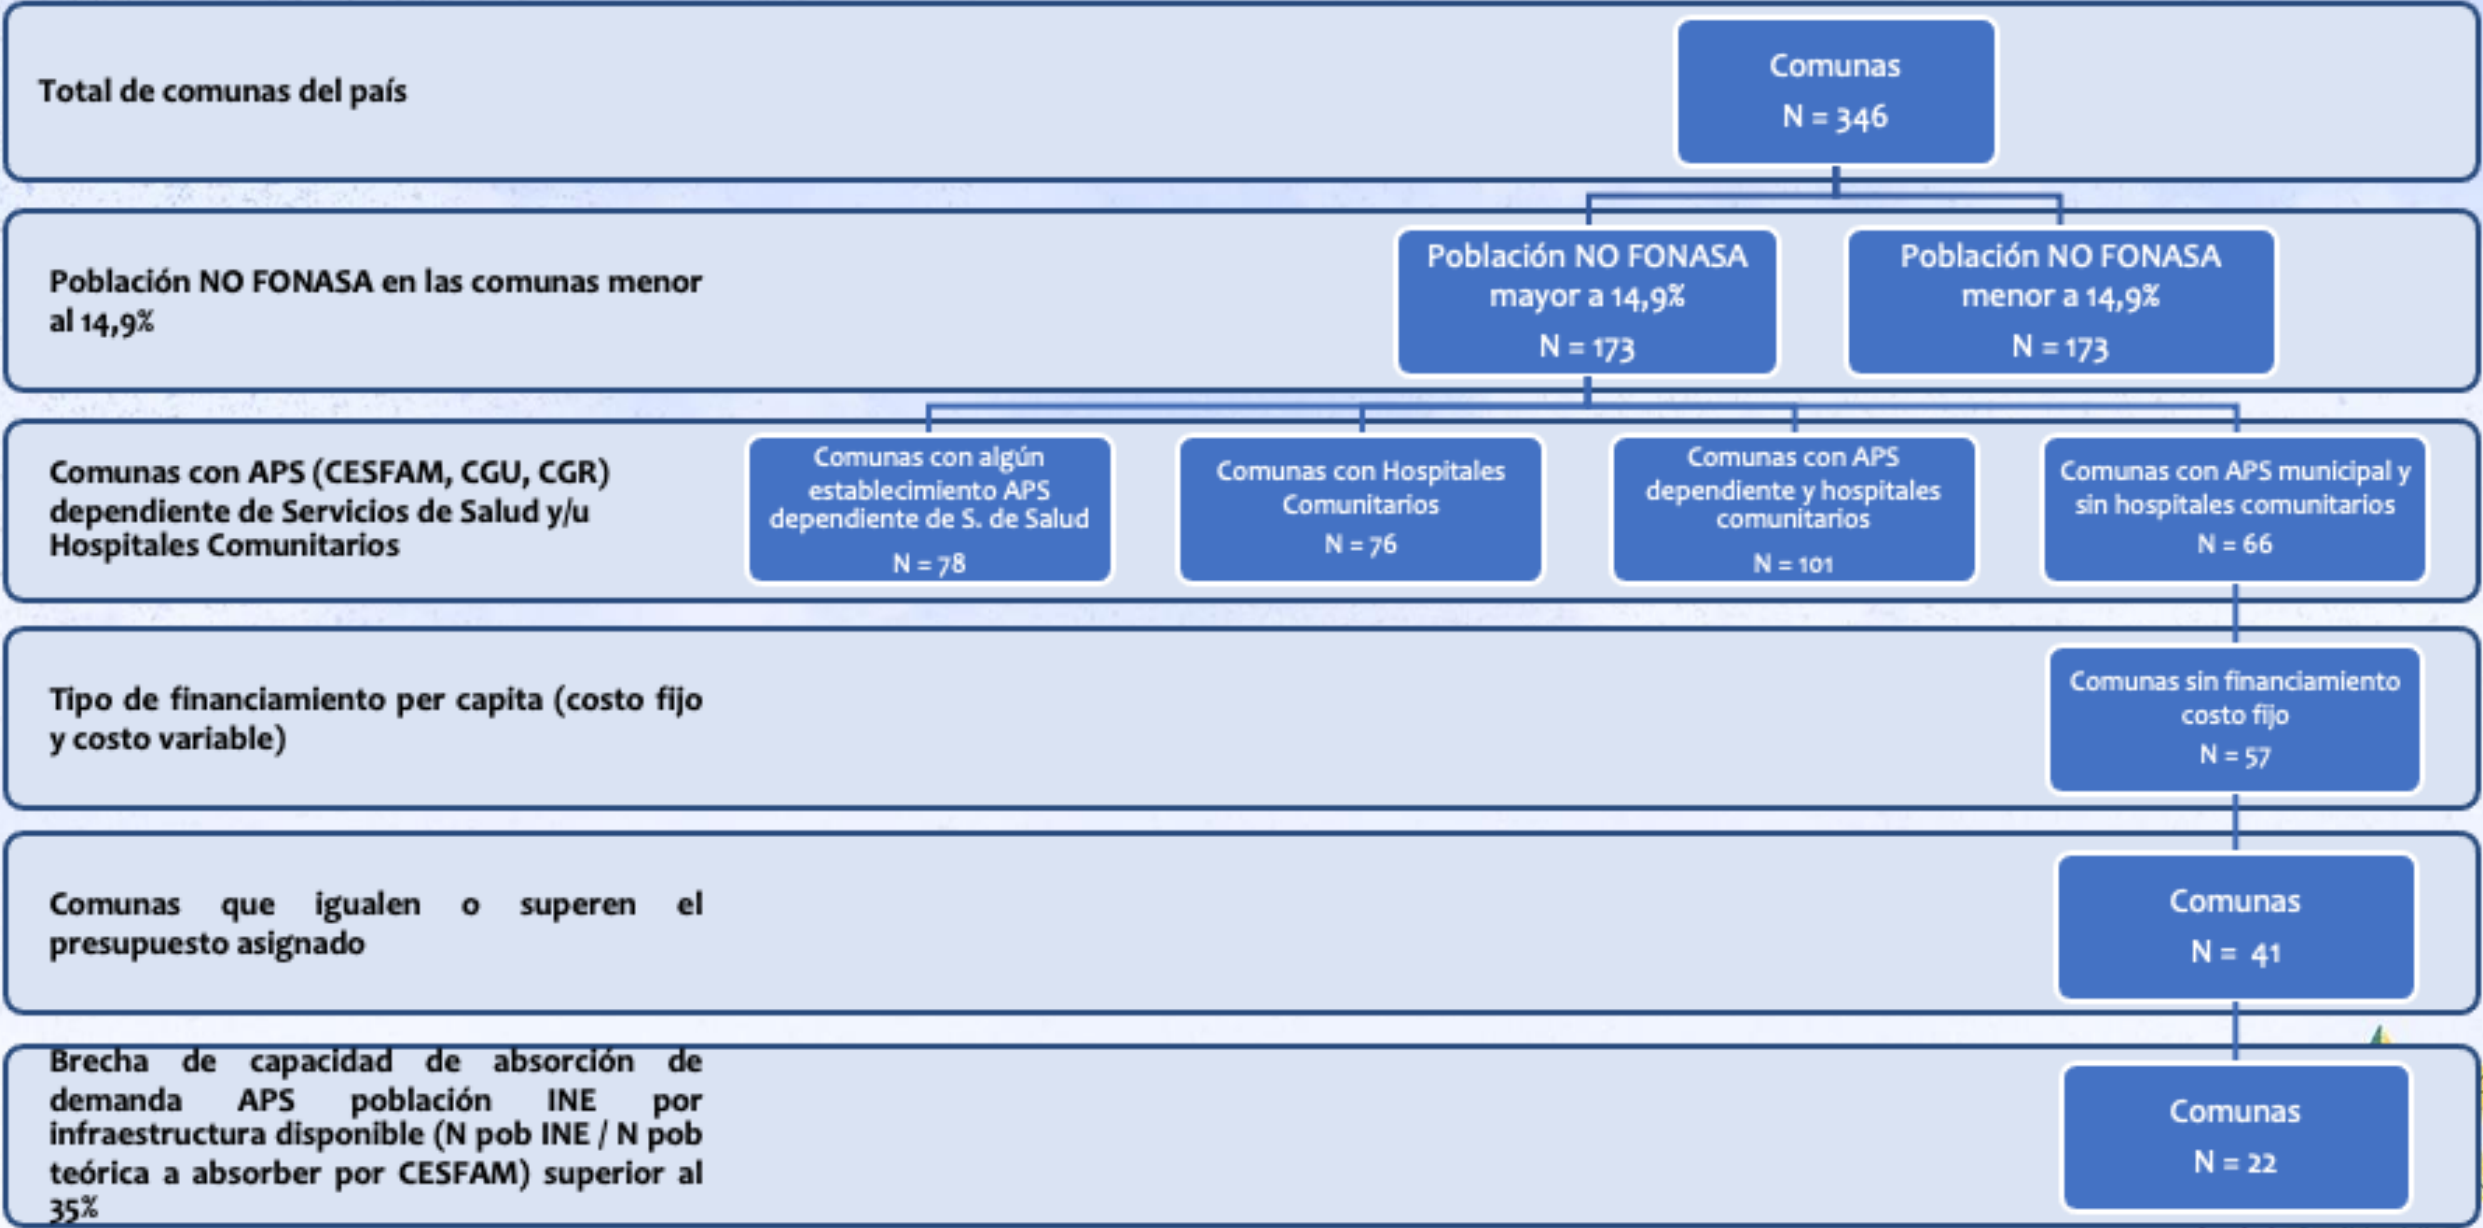 Total de comunas del país
Comunas
N = 346
Población NO FONASA en las comunas menor
al 14,9%
Población NO FONASA
mayor a 14,9%
N = 173
Población NO FONASA
menor a 14,9%
N = 173
Comunas con APS (CESFAM, CGU, CGR)
dependiente de Servicios de Salud y/u
Hospitales Comunitarios
Comunas con algún
establecimiento APS
dependiente de S. de Salud
N = 78
Comunas con Hospitales
Comunitarios
N = 76
Comunas con APS
dependiente y hospitales
comunitarios
N = 101
Comunas con APS municipal y
sin hospitales comunitarios
N = 66
Tipo de financiamiento per capita (costo fijo
y costo variable)
Comunas sin financiamiento
costo fijo
N = 57
Comunas que igualen o superen el
presupuesto asignado
Comunas
N = 41
Brecha de capacidad de absorción de
demanda APS población INE por
infraestructura disponible (N pob INE / N pob
teórica a absorber por CESFAM) superior al
35%
Comunas
N = 22